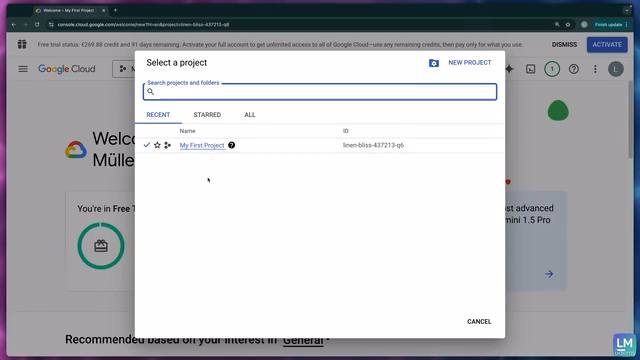 Welcome – My First Project
Finish update
console.cloud.google.com/welcome/new?hl=en&project=linen-bliss-437213-q6
Free trial status: €269.88 credit and 91 days remaining. Activate your full account to get unlimited access to all of Google Cloud—use any remaining credits, then pay only for what you use.
DISMISS
ACTIVATE
Google Cloud
M
1
L
Select a project
NEW PROJECT
Search projects and folders
RECENT
STARRED
ALL
Name
ID
My First Project
linen-bliss-437213-q6
CANCEL
Welco
Mülle
You're in Free T
st advanced
mini 1.5 Pro
Recommended based on your interest in General
LM